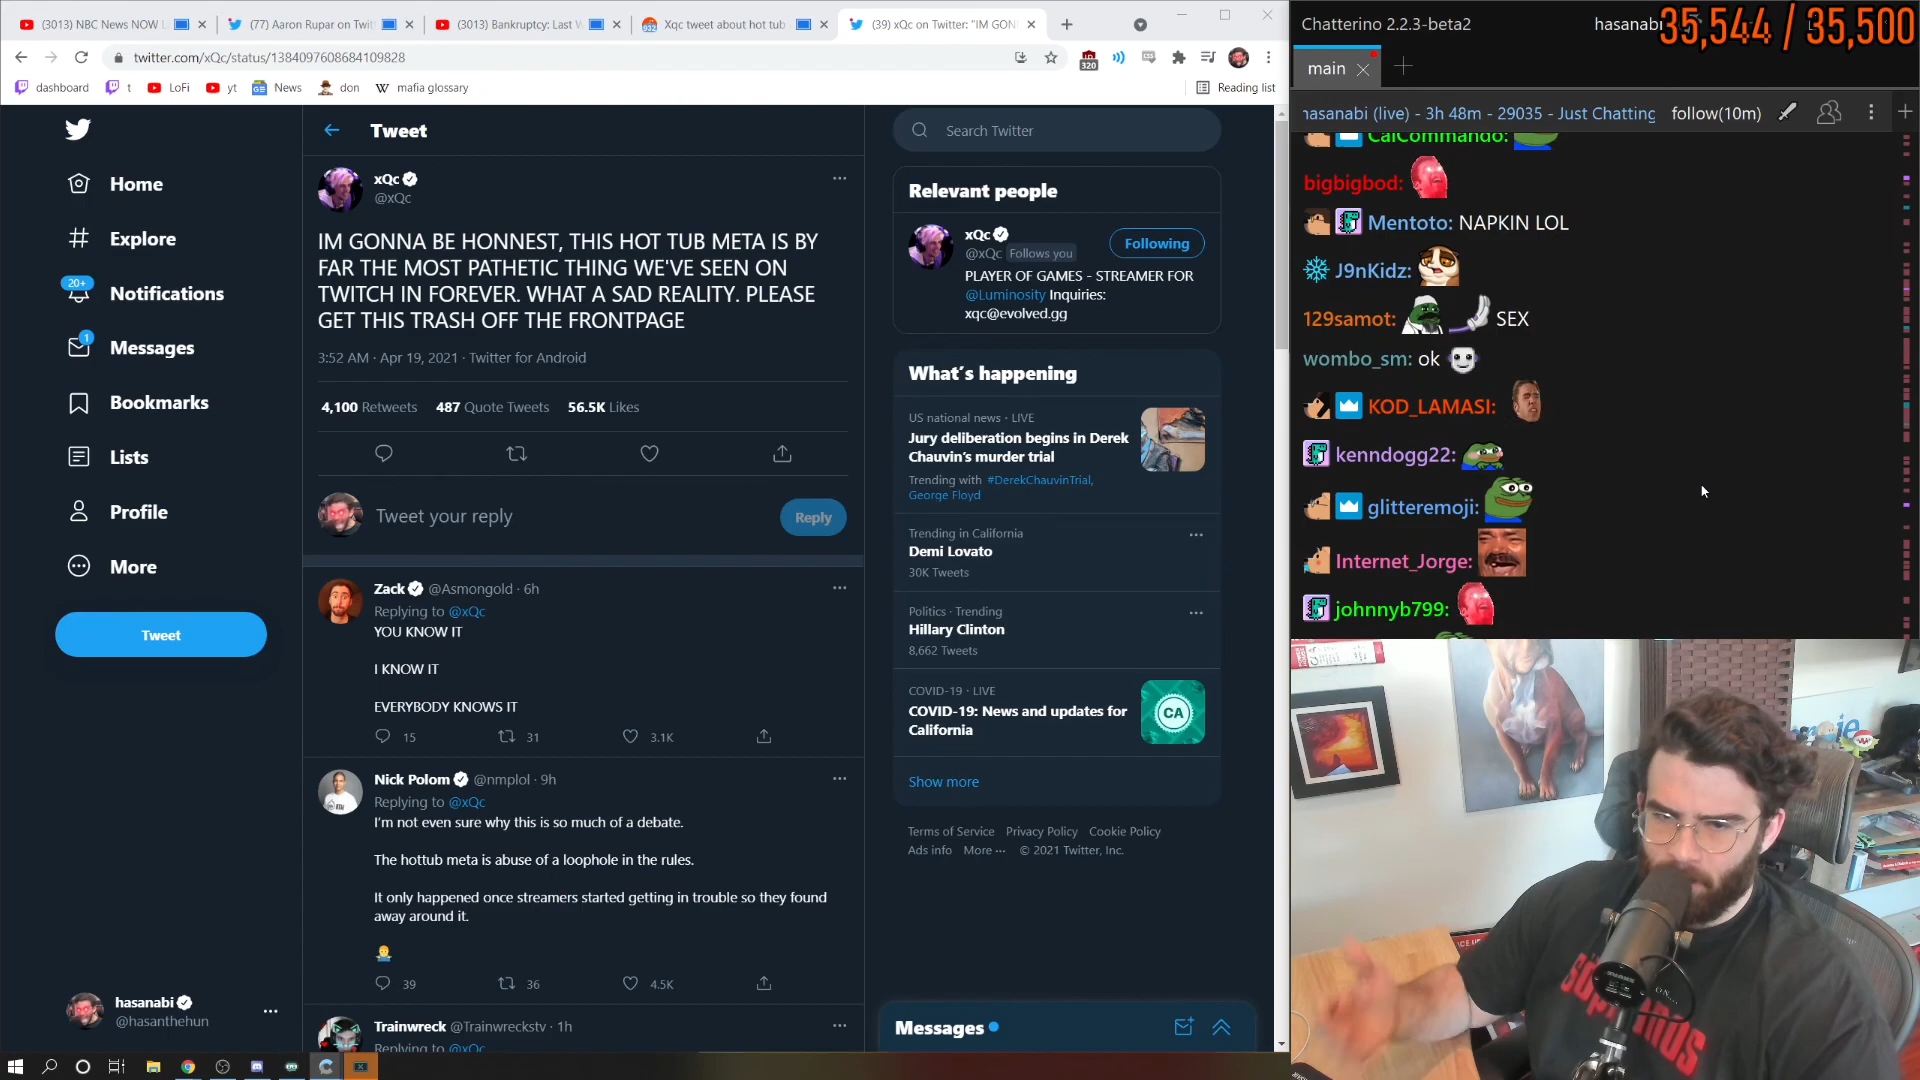 (3013) NBC News NOW L
(77) Aaron Rupar on Twit
(3013) Bankruptcy: Last W
Xqc tweet about hot tub
(39) xQc on Twitter: "IM GON
twitter.com/xQc/status/1384097608684109828
320
dashboard
t
LoFi
yt
News
don
mafia glossary
Reading list
Home
Explore
20+
Notifications
1
Messages
Bookmarks
Lists
Profile
More
Tweet
hasanabi
@hasanthehun
Tweet
xQc
@xQc
IM GONNA BE HONNEST, THIS HOT TUB META IS BY
FAR THE MOST PATHETIC THING WE'VE SEEN ON
TWITCH IN FOREVER. WHAT A SAD REALITY. PLEASE
GET THIS TRASH OFF THE FRONTPAGE
3:52 AM · Apr 19, 2021 · Twitter for Android
4,100 Retweets 487 Quote Tweets 56.5K Likes
Tweet your reply
Reply
Zack @Asmongold · 6h
Replying to @xQc
YOU KNOW IT
I KNOW IT
EVERYBODY KNOWS IT
15 31 3.1K
Nick Polom @nmplol · 9h
Replying to @xQc
I'm not even sure why this is so much of a debate.
The hottub meta is abuse of a loophole in the rules.
It only happened once streamers started getting in trouble so they found
away around it.
39 36 4.5K
Trainwreck @Trainwreckstv · 1h
Replying to @xQc
Search Twitter
Relevant people
xQc
@xQc Follows you
Following
PLAYER OF GAMES - STREAMER FOR
@Luminosity Inquiries:
xqc@evolved.gg
What's happening
US national news · LIVE
Jury deliberation begins in Derek
Chauvin's murder trial
Trending with #DerekChauvinTrial,
George Floyd
Trending in California
Demi Lovato
30K Tweets
Politics · Trending
Hillary Clinton
8,662 Tweets
COVID-19 · LIVE
COVID-19: News and updates for
California
CA
Show more
Terms of Service Privacy Policy Cookie Policy
Ads info More ··· © 2021 Twitter, Inc.
Messages
Chatterino 2.2.3-beta2
hasanabi
35,544 / 35,500
main
hasanabi (live) - 3h 48m - 29035 - Just Chatting
follow(10m)
CalCommando:
bigbigbod:
Mentoto: NAPKIN LOL
J9nKidz:
129samot: SEX
wombo_sm: ok
KOD_LAMASI:
kenndogg22:
glitteremoji:
Internet_Jorge:
johnnyb799: